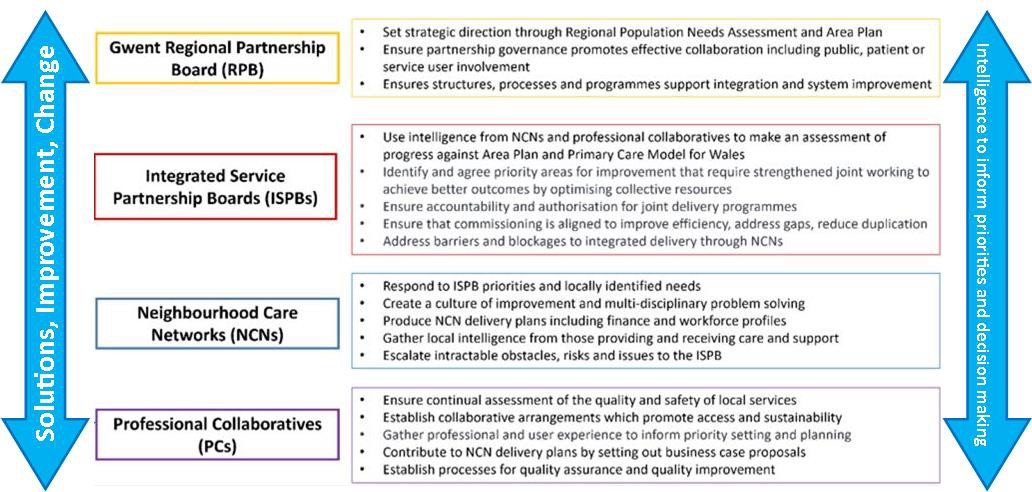 Solutions, Improvement, Change
Gwent Regional Partnership
Board (RPB)
• Set strategic direction through Regional Population Needs Assessment and Area Plan
• Ensure partnership governance promotes effective collaboration including public, patient or
service user involvement
• Ensures structures, processes and programmes support integration and system improvement
Integrated Service
Partnership Boards (ISPBs)
• Use intelligence from NCNs and professional collaboratives to make an assessment of
progress against Area Plan and Primary Care Model for Wales
• Identify and agree priority areas for improvement that require strengthened joint working to
achieve better outcomes by optimising collective resources
• Ensure accountability and authorisation for joint delivery programmes
• Ensure that commissioning is aligned to improve efficiency, address gaps, reduce duplication
• Address barriers and blockages to integrated delivery through NCNs
Neighbourhood Care
Networks (NCNs)
• Respond to ISPB priorities and locally identified needs
• Create a culture of improvement and multi-disciplinary problem solving
• Produce NCN delivery plans including finance and workforce profiles
• Gather local intelligence from those providing and receiving care and support
• Escalate intractable obstacles, risks and issues to the ISPB
Professional Collaboratives
(PCs)
• Ensure continual assessment of the quality and safety of local services
• Establish collaborative arrangements which promote access and sustainability
• Gather professional and user experience to inform priority setting and planning
• Contribute to NCN delivery plans by setting out business case proposals
• Establish processes for quality assurance and quality improvement
Intelligence to inform priorities and decision making